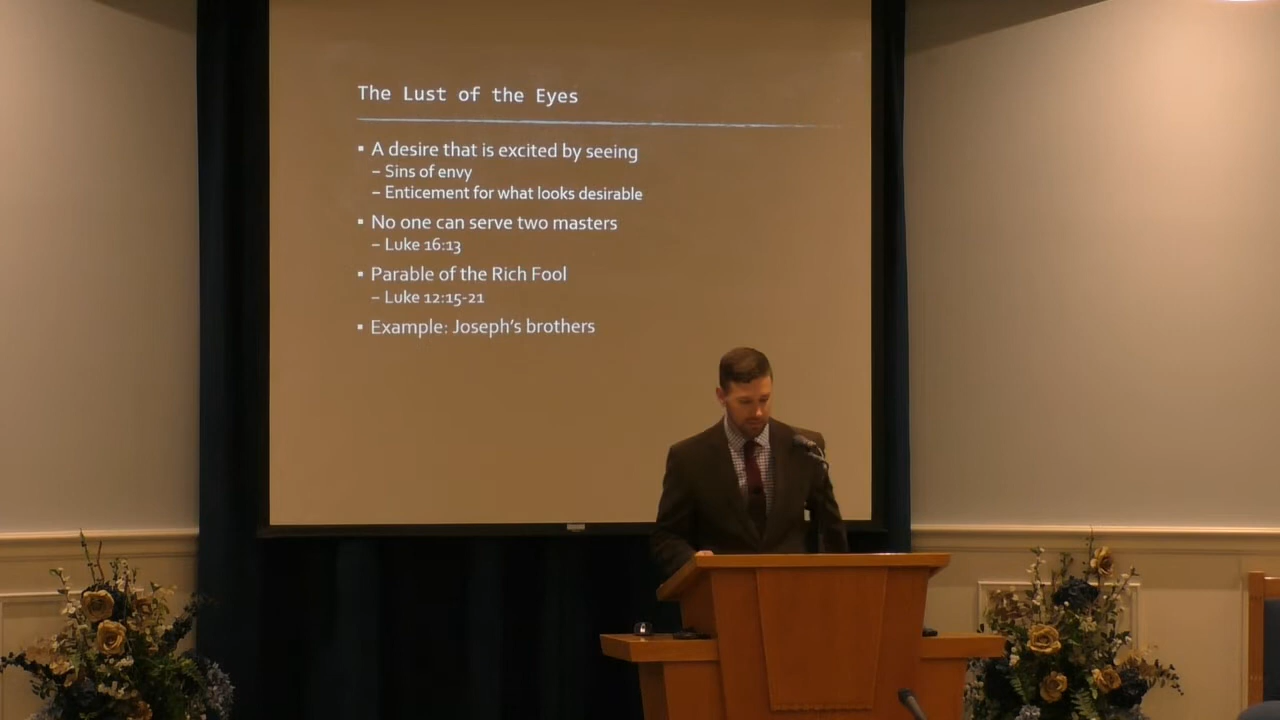 The Lust of the Eyes
▪ A desire that is excited by seeing
– Sins of envy
– Enticement for what looks desirable
▪ No one can serve two masters
– Luke 16:13
▪ Parable of the Rich Fool
– Luke 12:15-21
▪ Example: Joseph’s brothers